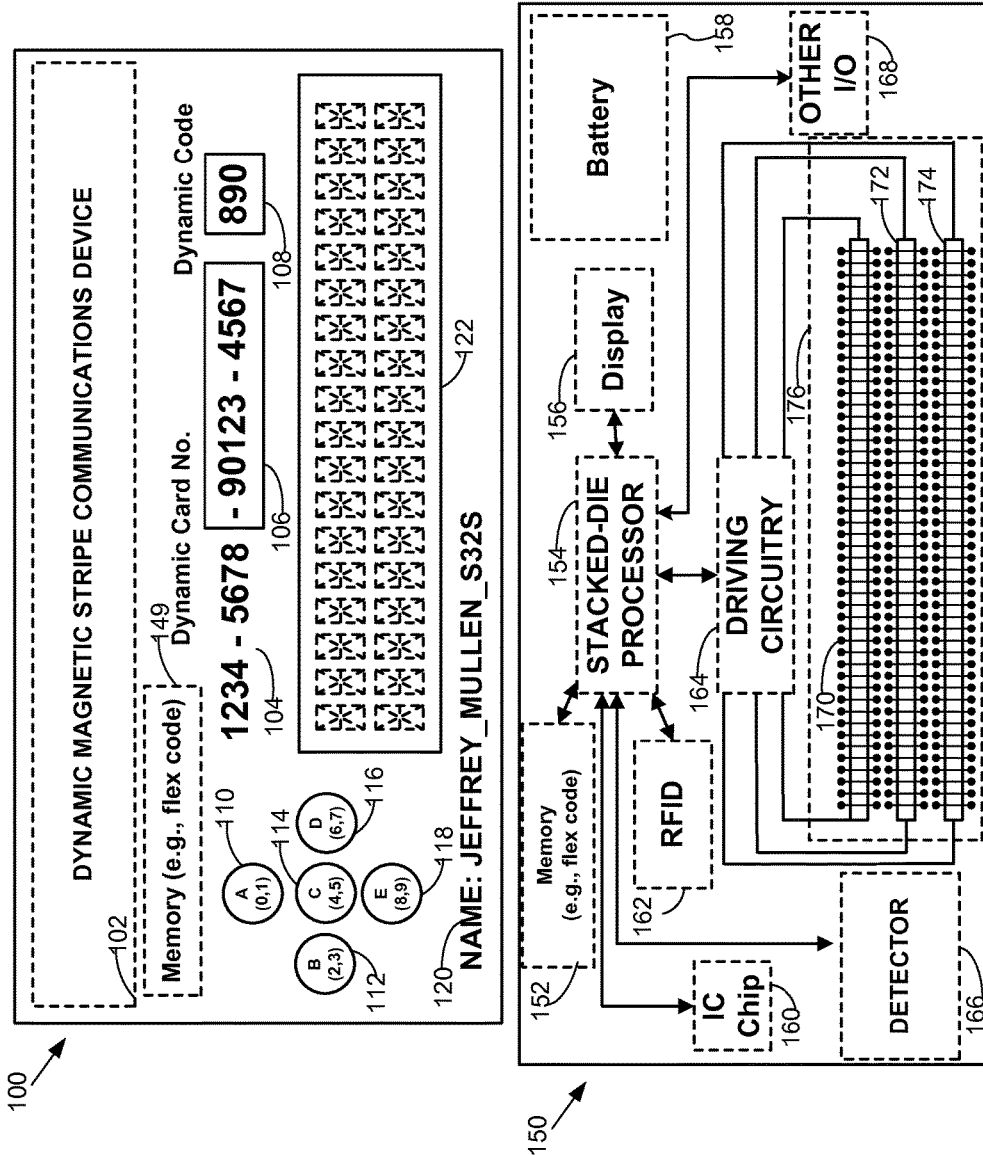 100
DYNAMIC MAGNETIC STRIPE COMMUNICATIONS DEVICE
102
Memory (e.g., flex code)
149
Dynamic Card No.
Dynamic Code
1234 - 5678 - 90123 - 4567
890
104
106
108
110
A
(0,1)
B
(2,3)
C
(4,5)
D
(6,7)
E
(8,9)
112
114
116
118
120
122
NAME: JEFFREY_MULLEN_S32S
150
Memory
(e.g., flex code)
152
STACKED-DIE
PROCESSOR
154
156
Display
Battery
158
IC
Chip
160
RFID
162
164
DRIVING
CIRCUITRY
OTHER
I/O
168
DETECTOR
166
170
176
172
174